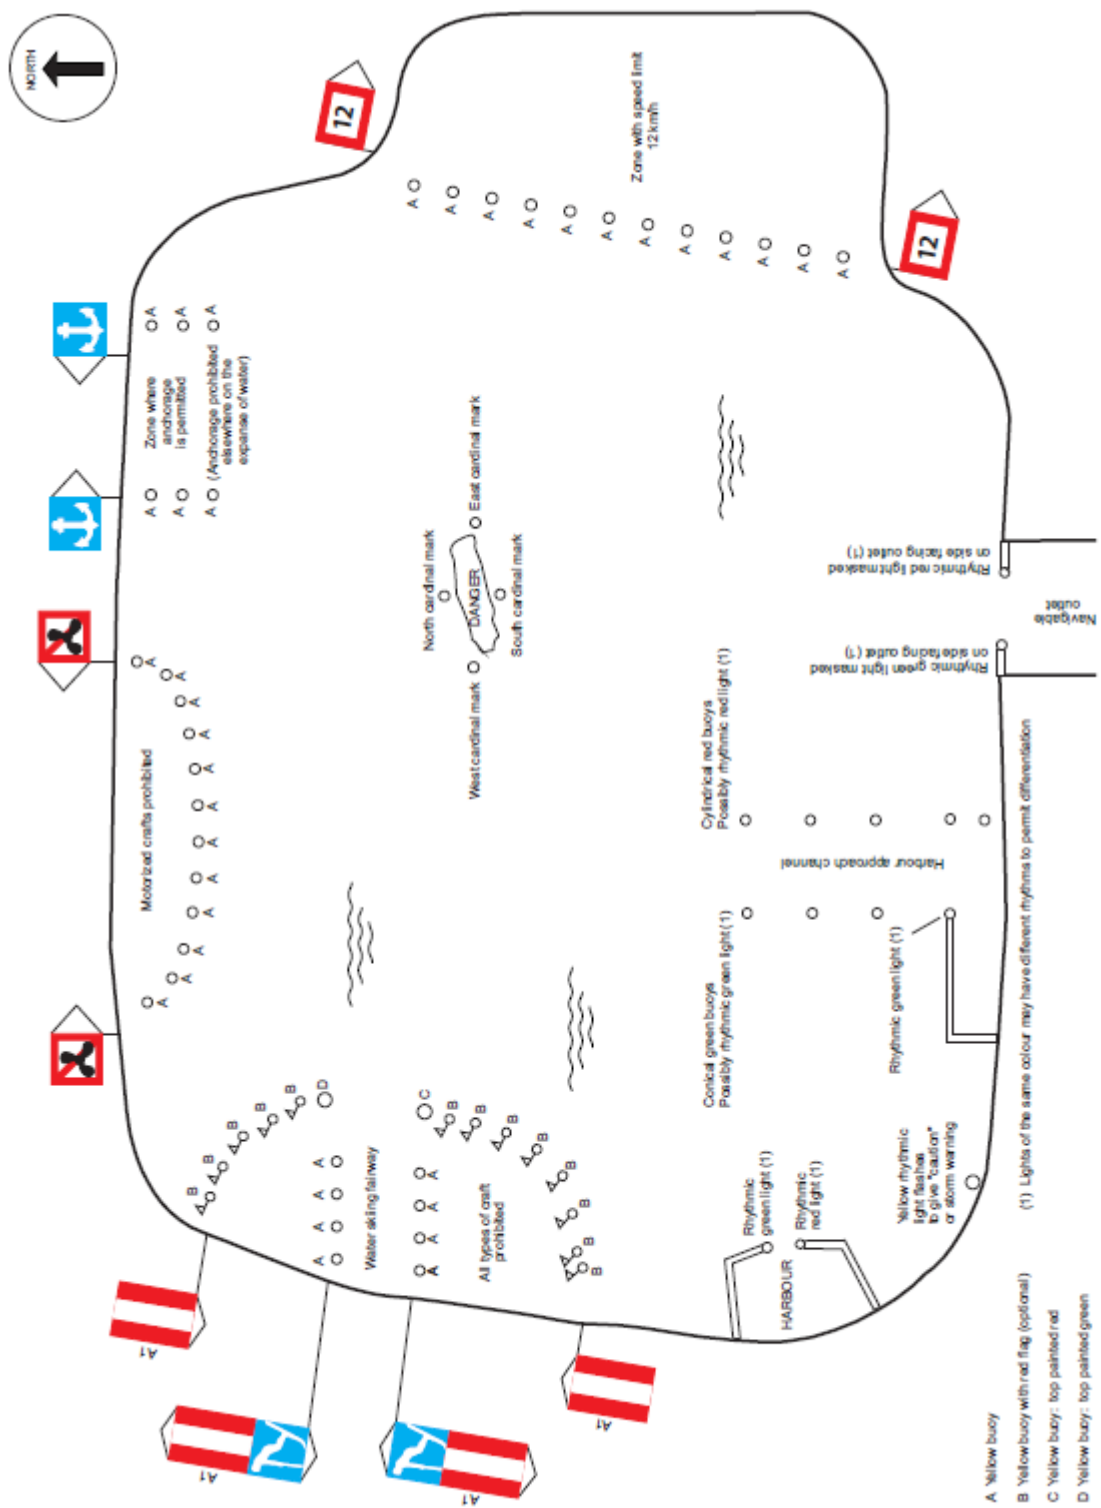 NORTH
12
12
Zone with speed limit
12 km/h
A
A
A
A
A
A
A
A
A
A
A
A
Zone where
anchorage
is permitted
(Anchorage prohibited
elsewhere on the
expanse of water)
A
A
A
A
A
A
Motorized crafts prohibited
A
A
A
A
A
A
A
A
A
A
A
A
North cardinal mark
East cardinal mark
DANGER
South cardinal mark
West cardinal mark
B
B
B
B
B
D
A
A
A
A
Water skiing fairway
C
A
A
A
A
All types of craft
prohibited
B
B
B
B
B
B
B
A1
A1
A1
A1
Cylindrical red buoys
Possibly rhythmic red light (1)
Harbour approach channel
Conical green buoys
Possibly rhythmic green light (1)
Rhythmic green light (1)
Rhythmic red light masked
on side facing outlet (1)
Navigable
outlet
Rhythmic green light masked
on side facing outlet (1)
Rhythmic
green light (1)
Rhythmic
red light (1)
HARBOUR
Yellow rhythmic
light flashes
to give "caution"
or storm warning
(1) Lights of the same colour may have different rhythms to permit differentiation
A Yellow buoy
B Yellow buoy with red flag (optional)
C Yellow buoy: top painted red
D Yellow buoy: top painted green